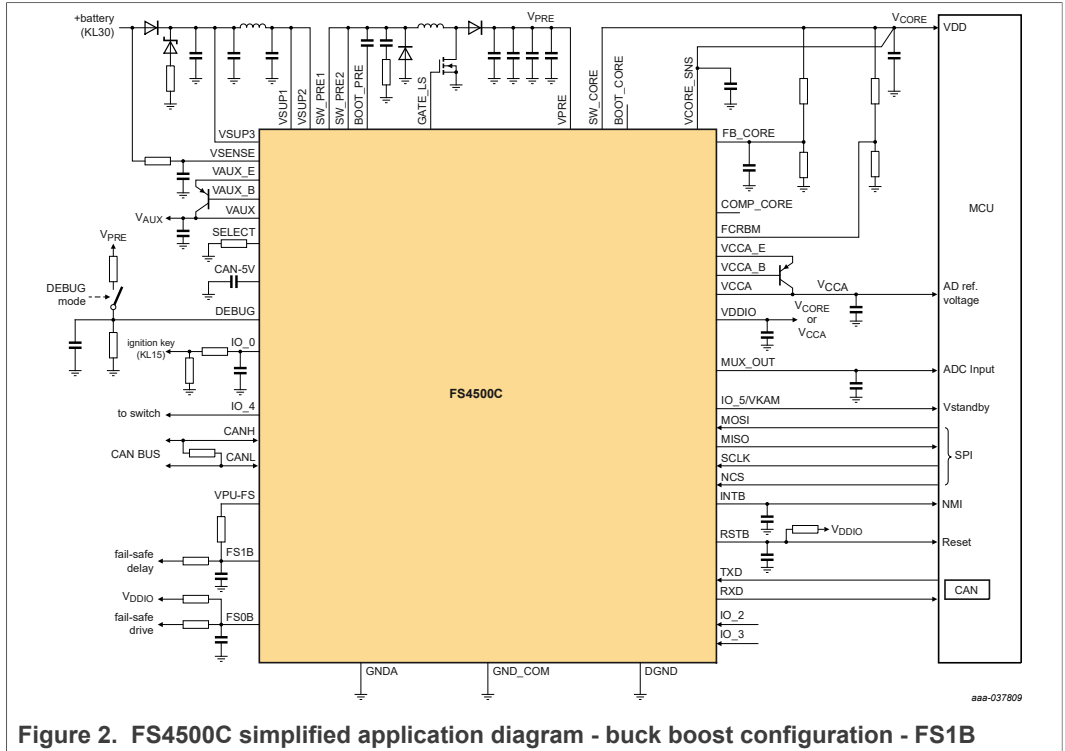 +battery
(KL30)
VPRE
VCORE
VDD
VSUP1
VSUP2
SW_PRE1
SW_PRE2
BOOT_PRE
GATE_LS
VPRE
SW_CORE
BOOT_CORE
VCORE_SNS
VSUP3
VSENSE
VAUX_E
VAUX_B
VAUX
VAUX
SELECT
VPRE
CAN-5V
DEBUG
mode
DEBUG
ignition key
(KL15)
IO_0
to switch
IO_4
CANH
CAN BUS
CANL
VPU-FS
fail-safe
delay
FS1B
VDDIO
fail-safe
drive
FS0B
FS4500C
GNDA
GND_COM
DGND
FB_CORE
COMP_CORE
FCRBM
VCCA_E
VCCA_B
VCCA
VCCA
VDDIO
VCORE
or
VCCA
MUX_OUT
IO_5/VKAM
MOSI
MISO
SCLK
NCS
INTB
RSTB
VDDIO
TXD
RXD
IO_2
IO_3
MCU
AD ref.
voltage
ADC Input
Vstandby
SPI
NMI
Reset
CAN
aaa-037809
Figure 2. FS4500C simplified application diagram - buck boost configuration - FS1B